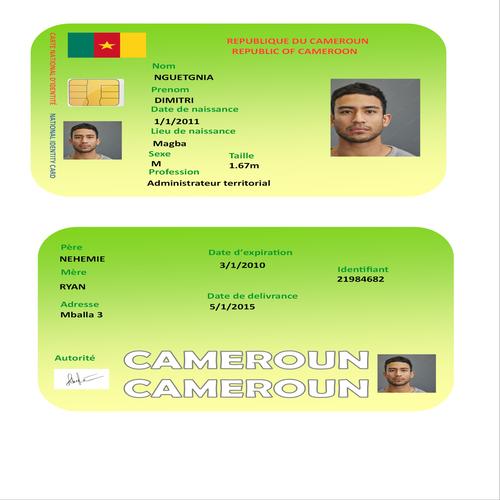 CARTE NATIONAL D'IDENTITÉ
NATIONAL IDENTITY CARD
REPUBLIQUE DU CAMEROUN
REPUBLIC OF CAMEROON
Nom
NGUETGNIA
Prenom
DIMITRI
Date de naissance
1/1/2011
Lieu de naissance
Magba
Sexe Taille
M 1.67m
Profession
Administrateur territorial
Père
NEHEMIE
Mère
RYAN
Adresse
Mballa 3
Date d'expiration
3/1/2010
Date de delivrance
5/1/2015
Identifiant
21984682
Autorité
CAMEROUN
CAMEROUN